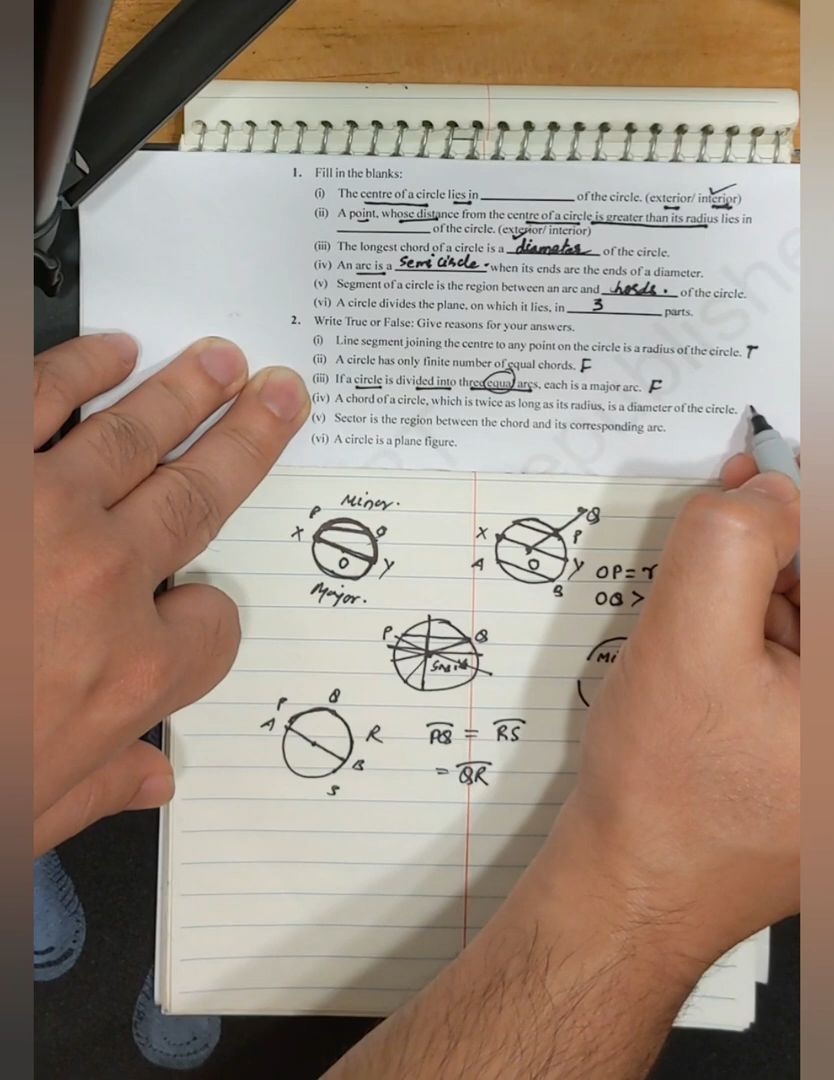 1. Fill in the blanks:
(i) The centre of a circle lies in ____________ of the circle. (exterior/ interior)
(ii) A point, whose distance from the centre of a circle is greater than its radius lies in
____________ of the circle. (exterior/ interior)
(iii) The longest chord of a circle is a diameter of the circle.
(iv) An arc is a Semi circle when its ends are the ends of a diameter.
(v) Segment of a circle is the region between an arc and of the circle.
(vi) A circle divides the plane, on which it lies, in 3 parts.
2. Write True or False: Give reasons for your answers.
(i) Line segment joining the centre to any point on the circle is a radius of the circle. T
(ii) A circle has only finite number of equal chords. F
(iii) If a circle is divided into three equal arcs, each is a major arc. F
(iv) A chord of a circle, which is twice as long as its radius, is a diameter of the circle.
(v) Sector is the region between the chord and its corresponding arc.
(vi) A circle is a plane figure.
Minor.
P
X Q
O Y
Major.
Q
X P
A O Y
B
OP = r
OQ >
P Q
Mi
P Q
A R
B
S
PQ = RS
= QR